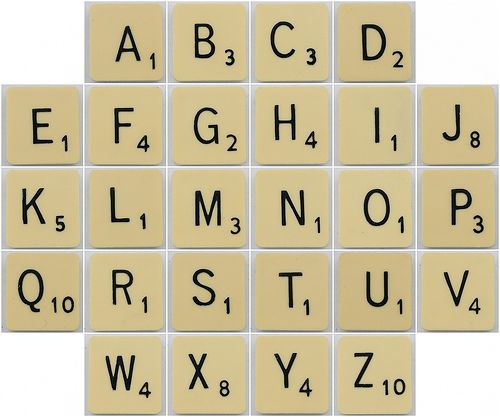 A1 B3 C3 D2
E1 F4 G2 H4 I1 J8
K5 L1 M3 N1 O1 P3
Q10 R1 S1 T1 U1 V4
W4 X8 Y4 Z10